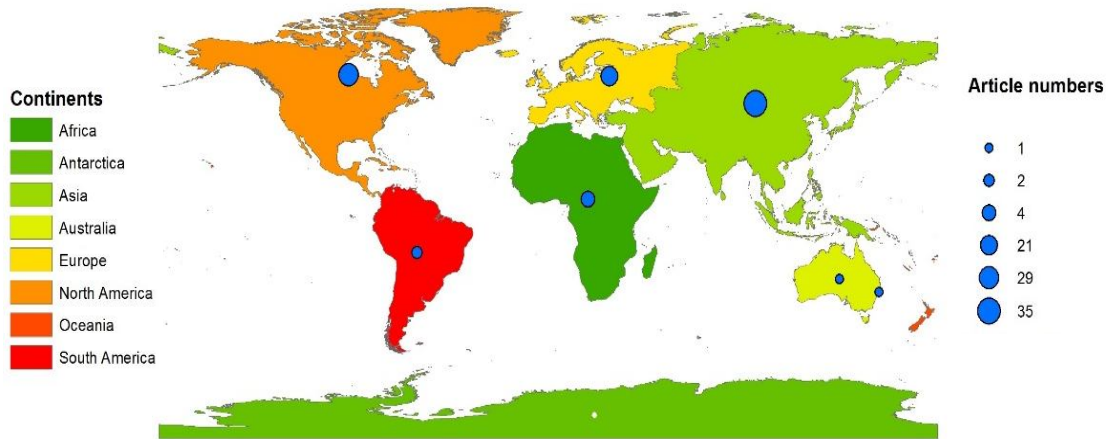 Continents
Africa
Antarctica
Asia
Australia
Europe
North America
Oceania
South America
Article numbers
1
2
4
21
29
35